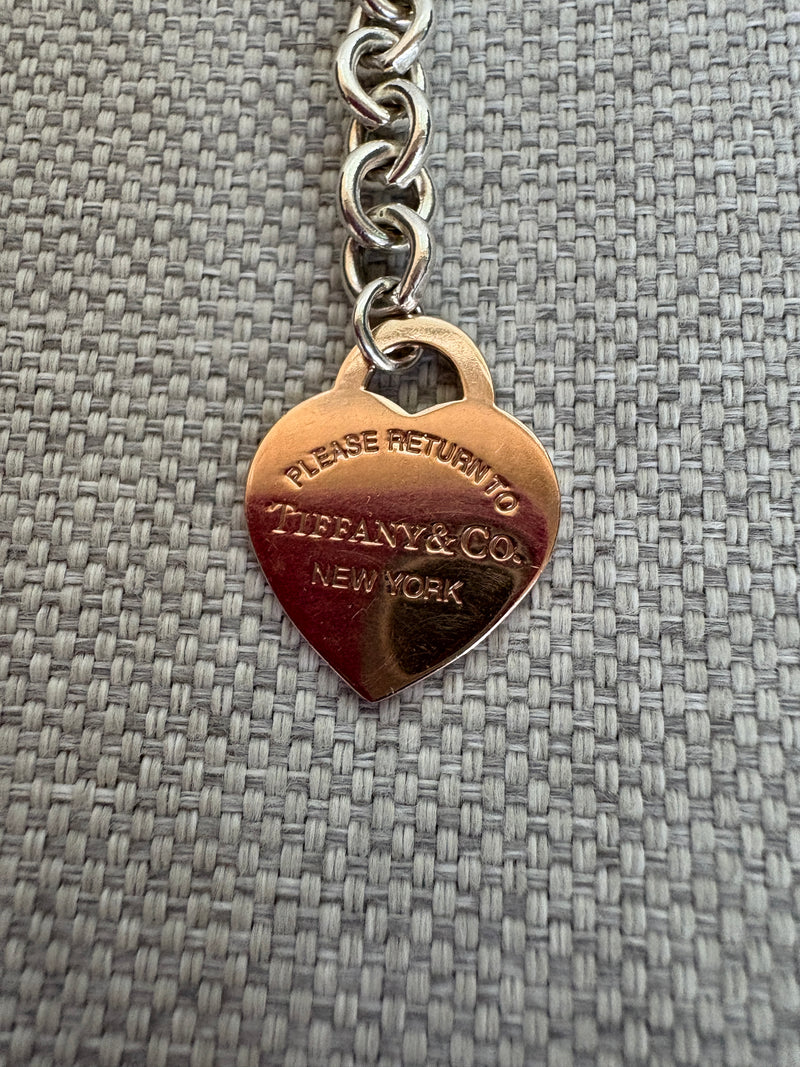 PLEASE RETURN TO
TIFFANY & CO.
NEW YORK